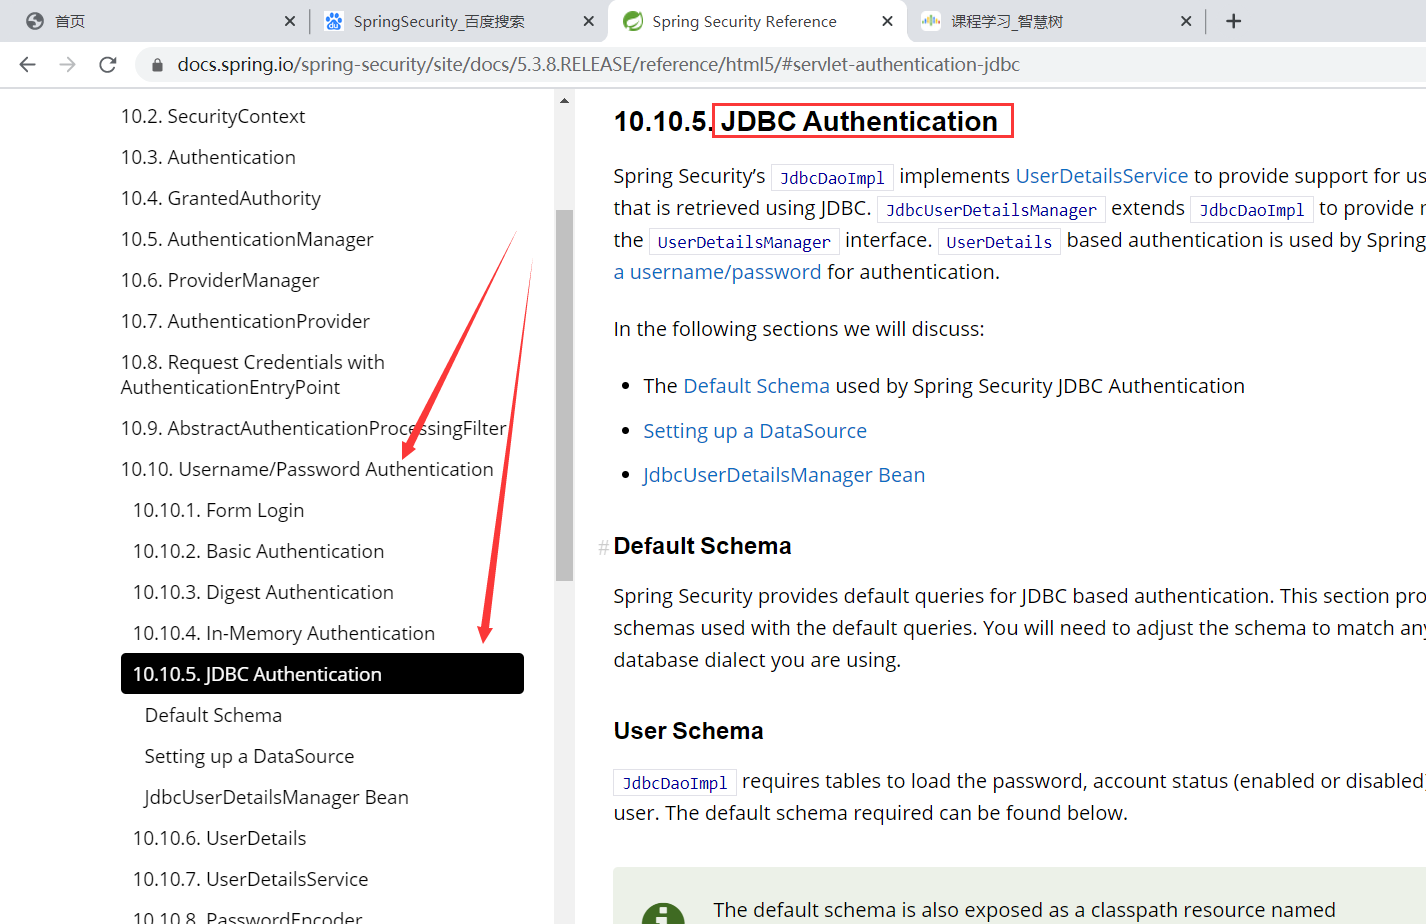 首页
SpringSecurity_百度搜索
Spring Security Reference
课程学习_智慧树
docs.spring.io/spring-security/site/docs/5.3.8.RELEASE/reference/html5/#servlet-authentication-jdbc
10.2. SecurityContext
10.3. Authentication
10.4. GrantedAuthority
10.5. AuthenticationManager
10.6. ProviderManager
10.7. AuthenticationProvider
10.8. Request Credentials with
AuthenticationEntryPoint
10.9. AbstractAuthenticationProcessingFilter
10.10. Username/Password Authentication
10.10.1. Form Login
10.10.2. Basic Authentication
10.10.3. Digest Authentication
10.10.4. In-Memory Authentication
10.10.5. JDBC Authentication
Default Schema
Setting up a DataSource
JdbcUserDetailsManager Bean
10.10.6. UserDetails
10.10.7. UserDetailsService
10.10.8. PasswordEncoder
10.10.5. JDBC Authentication
Spring Security’s JdbcDaoImpl implements UserDetailsService to provide support for us
that is retrieved using JDBC. JdbcUserDetailsManager extends JdbcDaoImpl to provide
the UserDetailsManager interface. UserDetails based authentication is used by Spring
a username/password for authentication.
In the following sections we will discuss:
• The Default Schema used by Spring Security JDBC Authentication
• Setting up a DataSource
• JdbcUserDetailsManager Bean
# Default Schema
Spring Security provides default queries for JDBC based authentication. This section pro
schemas used with the default queries. You will need to adjust the schema to match any
database dialect you are using.
User Schema
JdbcDaoImpl requires tables to load the password, account status (enabled or disabled)
user. The default schema required can be found below.
The default schema is also exposed as a classpath resource named